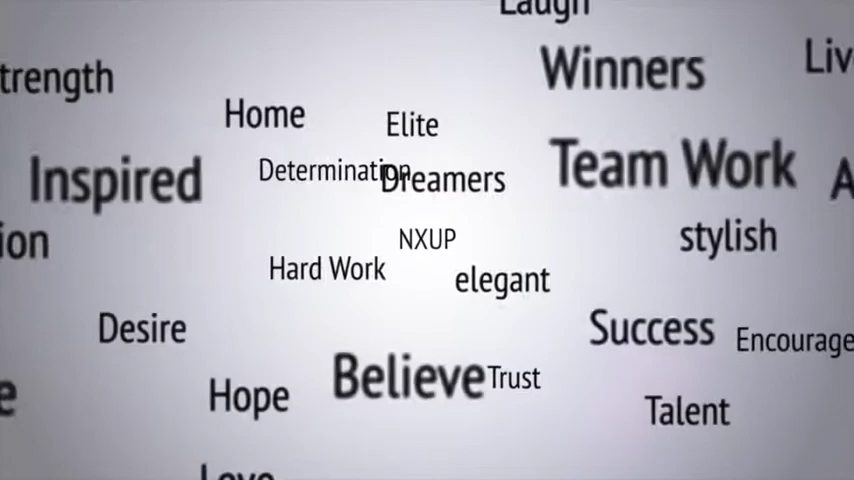 Laugh
Winners
Liv
trength
Home
Elite
Determination
Dreamers
Team Work
Inspired
A
NXUP
stylish
ion
Hard Work
elegant
Desire
Success
Encourage
Believe
Trust
e
Hope
Talent
Love